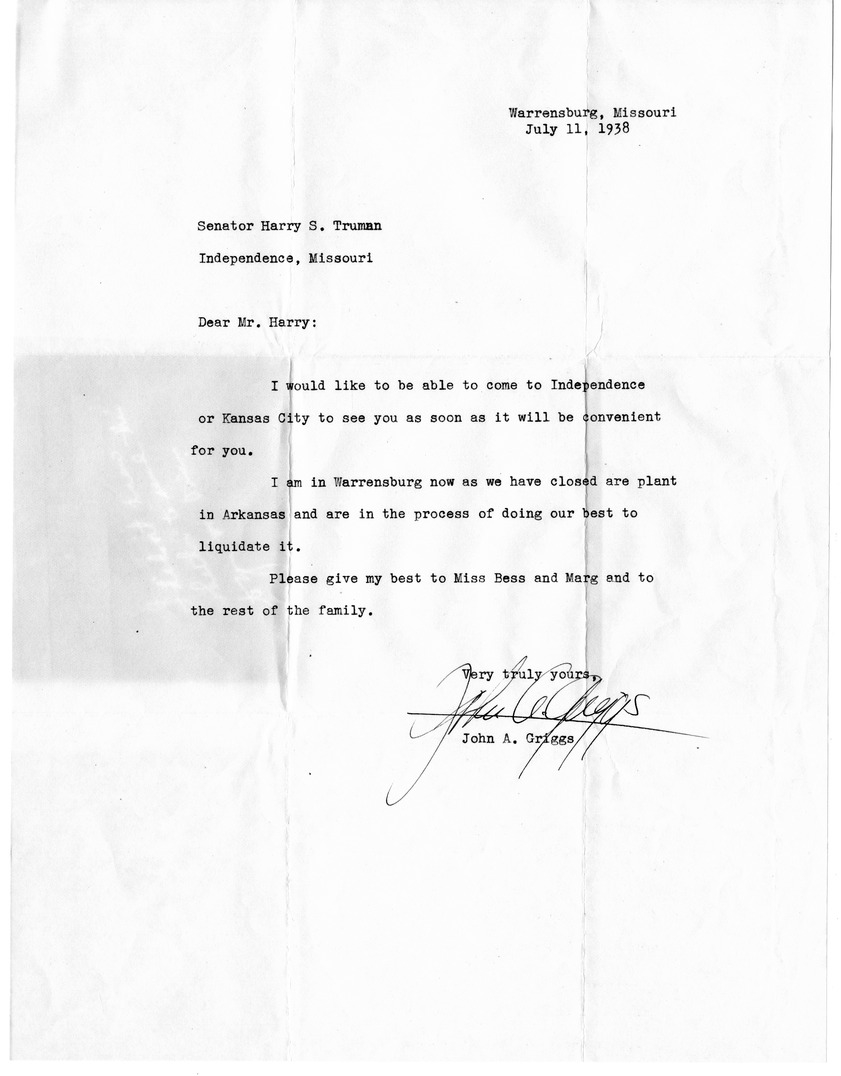 Warrensburg, Missouri
July 11, 1938
Senator Harry S. Truman
Independence, Missouri
Dear Mr. Harry:
I would like to be able to come to Independence
or Kansas City to see you as soon as it will be convenient
for you.
I am in Warrensburg now as we have closed are plant
in Arkansas and are in the process of doing our best to
liquidate it.
Please give my best to Miss Bess and Marg and to
the rest of the family.
Very truly yours,
John A. Griggs
John A. Griggs